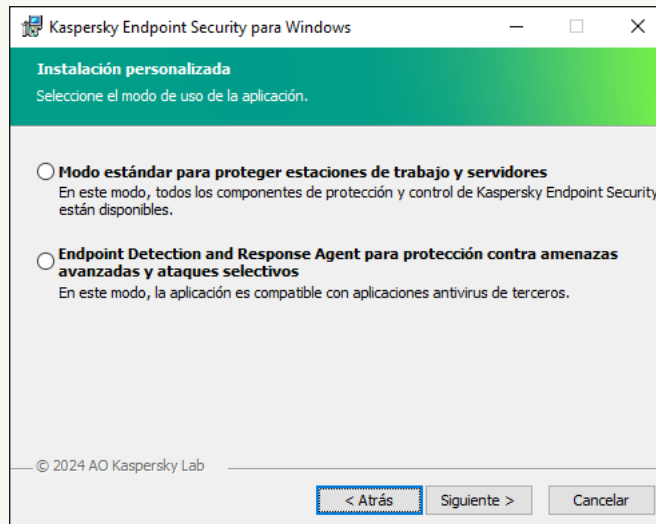 Kaspersky Endpoint Security para Windows
Instalación personalizada
Seleccione el modo de uso de la aplicación.
Modo estándar para proteger estaciones de trabajo y servidores
En este modo, todos los componentes de protección y control de Kaspersky Endpoint Security
están disponibles.
Endpoint Detection and Response Agent para protección contra amenazas
avanzadas y ataques selectivos
En este modo, la aplicación es compatible con aplicaciones antivirus de terceros.
© 2024 AO Kaspersky Lab
< Atrás
Siguiente >
Cancelar